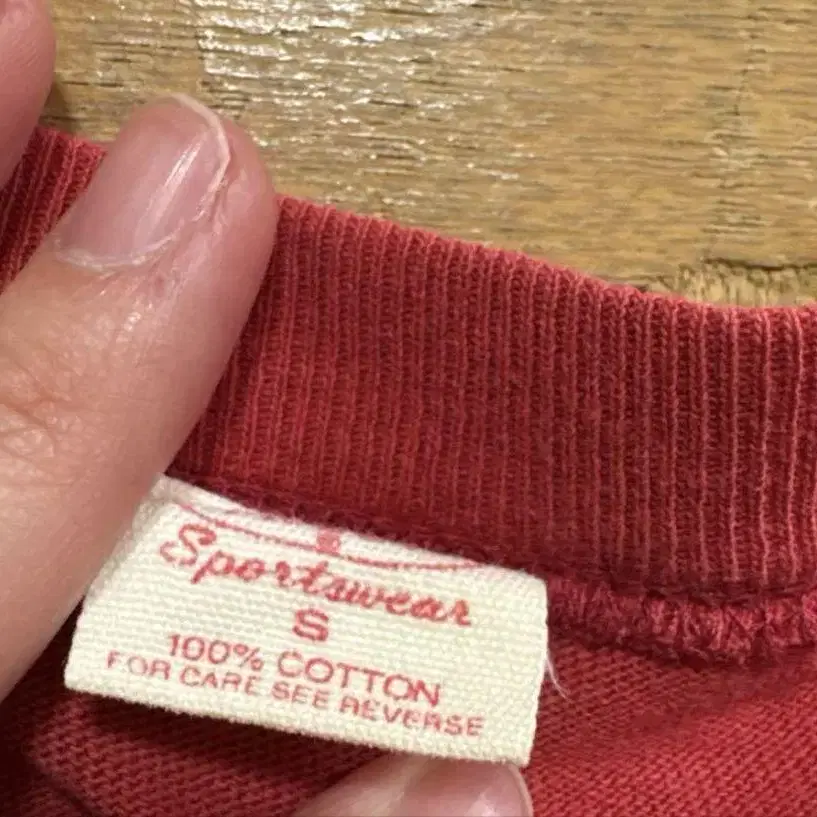 Sportswear
S
100% COTTON
FOR CARE SEE REVERSE